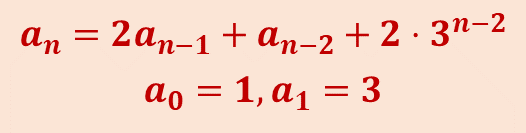 aₙ = 2aₙ₋₁ + aₙ₋₂ + 2 · 3ⁿ⁻²
a₀ = 1, a₁ = 3